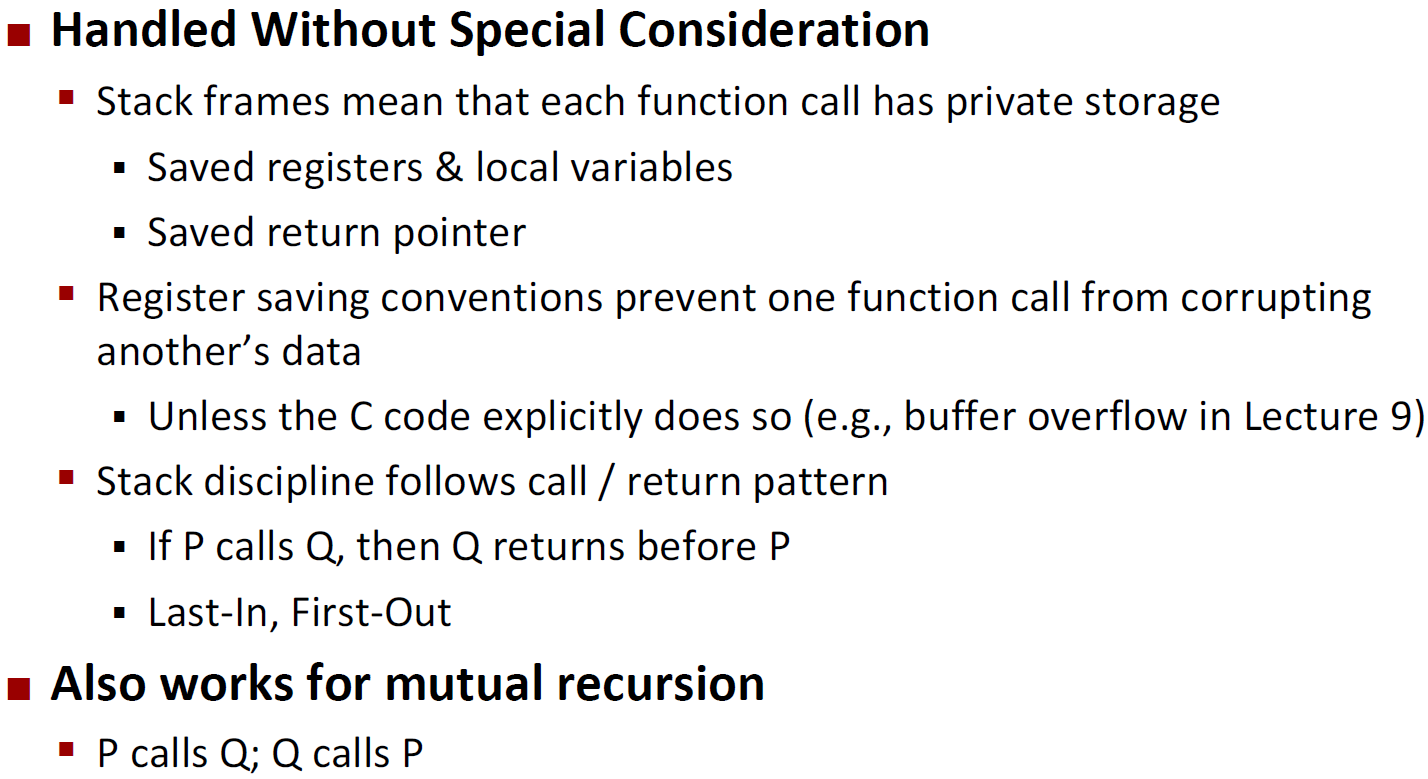 ■ Handled Without Special Consideration
▪ Stack frames mean that each function call has private storage
▪ Saved registers & local variables
▪ Saved return pointer
▪ Register saving conventions prevent one function call from corrupting
another’s data
▪ Unless the C code explicitly does so (e.g., buffer overflow in Lecture 9)
▪ Stack discipline follows call / return pattern
▪ If P calls Q, then Q returns before P
▪ Last-In, First-Out
■ Also works for mutual recursion
▪ P calls Q; Q calls P